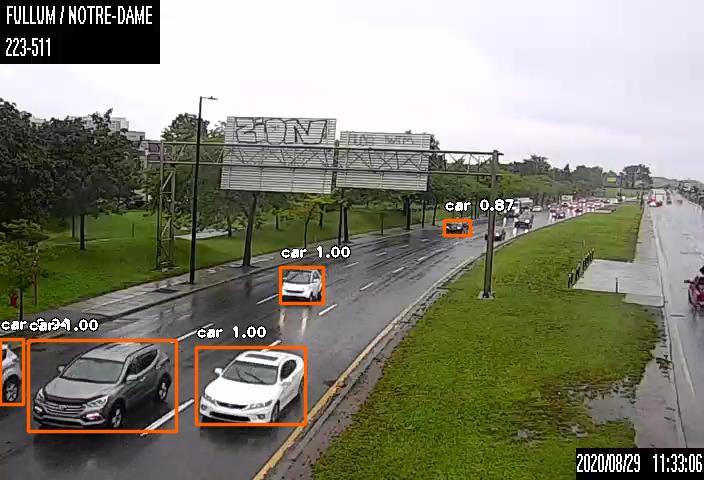 FULLUM / NOTRE-DAME
223-511
ZION
car 0.87
car 1.00
car 1.00
car 1.00
2020/08/29 11:33:06